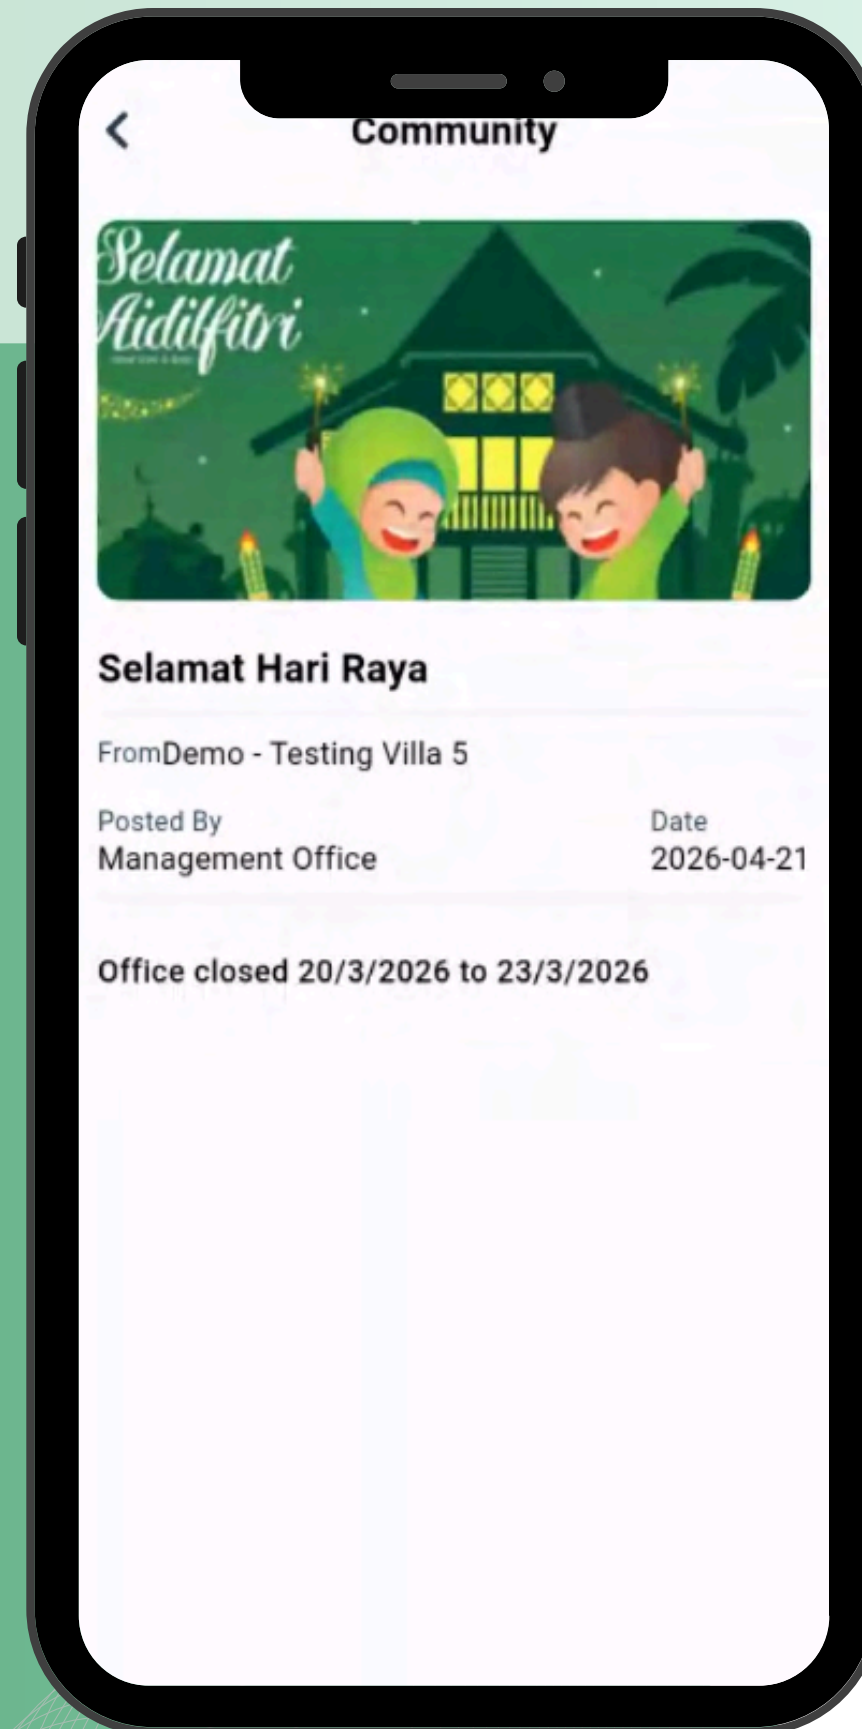 Community
Selamat
Aidilfitri
Selamat Hari Raya
FromDemo - Testing Villa 5
Posted By
Date
Management Office
2026-04-21
Office closed 20/3/2026 to 23/3/2026